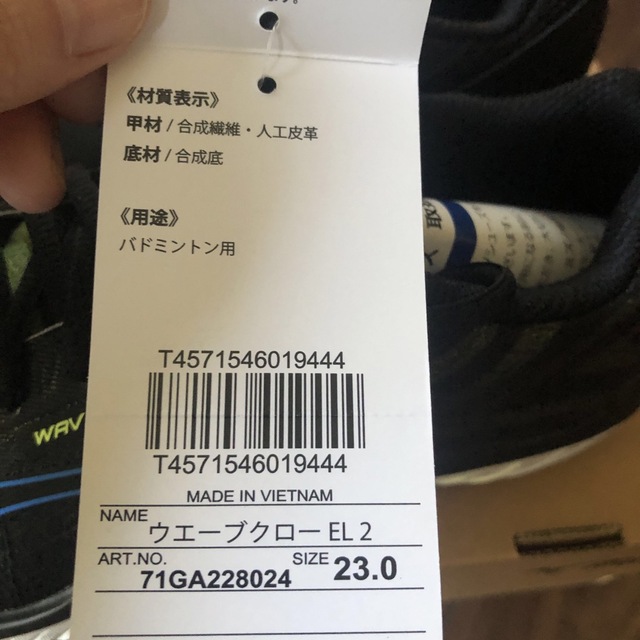 《材質表示》
甲材 / 合成繊維・人工皮革
底材 / 合成底
《用途》
バドミントン用
T4571546019444
T4571546019444
MADE IN VIETNAM
NAME ウエーブクロー EL 2
ART.NO. 71GA228024 SIZE 23.0
WAV